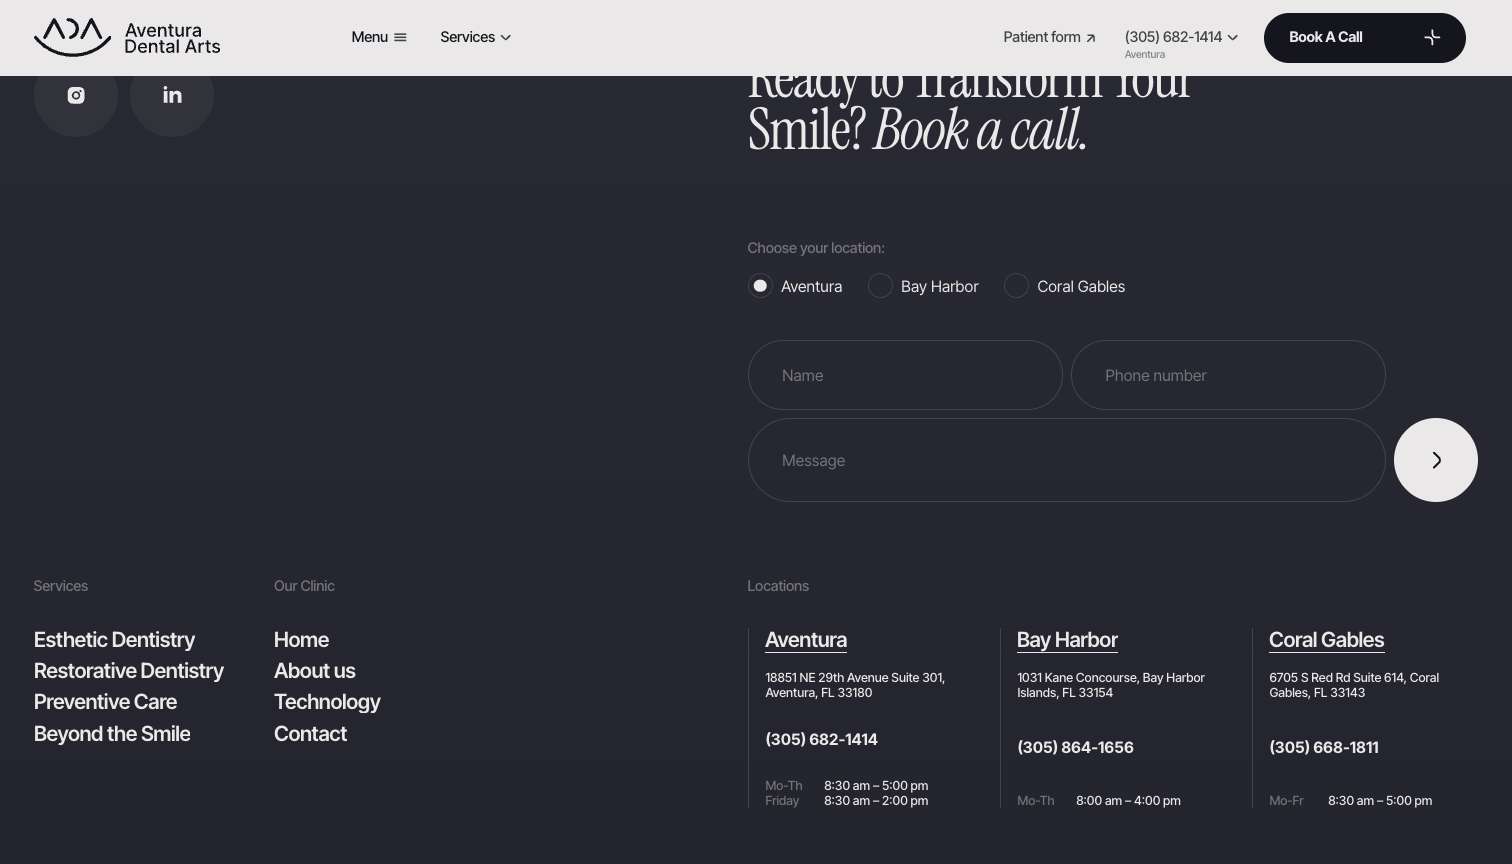 Aventura
Dental Arts
Menu
Services
Patient form
(305) 682-1414
Aventura
Book A Call
in
Ready to Transform Your
Smile? Book a call.
Choose your location:
Aventura
Bay Harbor
Coral Gables
Name
Phone number
Message
Services
Esthetic Dentistry
Restorative Dentistry
Preventive Care
Beyond the Smile
Our Clinic
Home
About us
Technology
Contact
Locations
Aventura
18851 NE 29th Avenue Suite 301,
Aventura, FL 33180
(305) 682-1414
Mo-Th 8:30 am – 5:00 pm
Friday 8:30 am – 2:00 pm
Bay Harbor
1031 Kane Concourse, Bay Harbor
Islands, FL 33154
(305) 864-1656
Mo-Th 8:00 am – 4:00 pm
Coral Gables
6705 S Red Rd Suite 614, Coral
Gables, FL 33143
(305) 668-1811
Mo-Fr 8:30 am – 5:00 pm